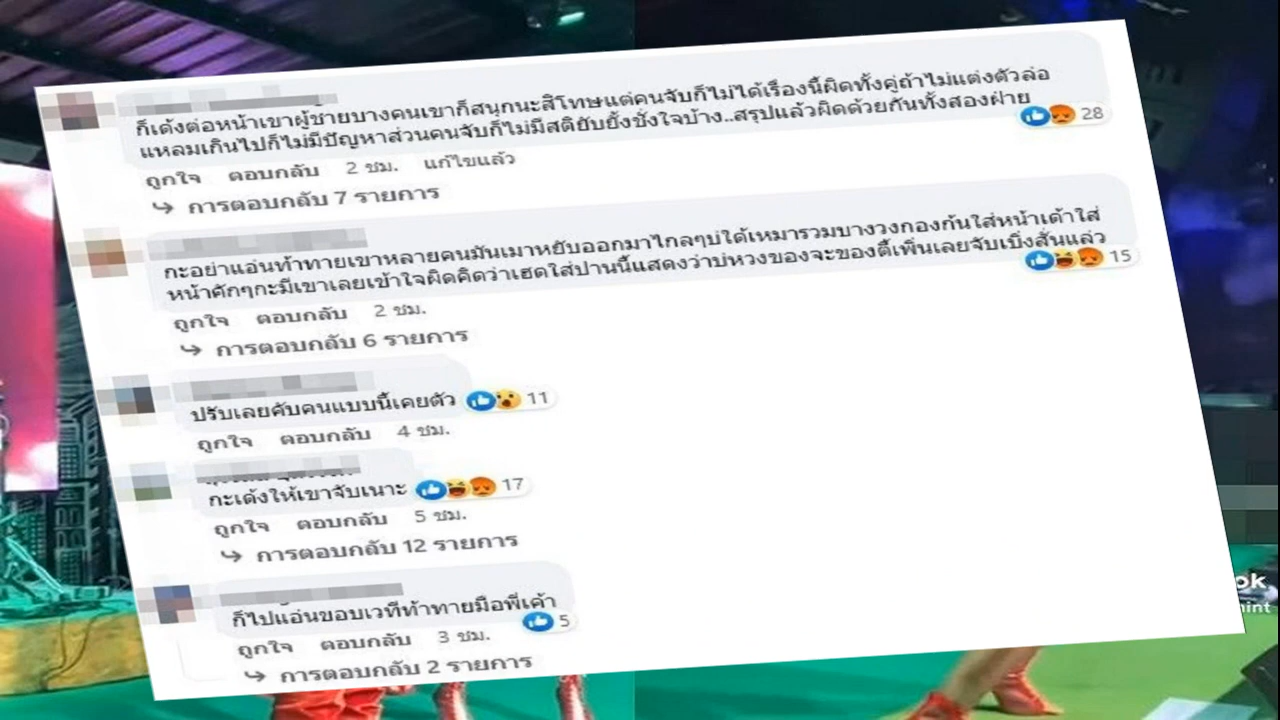 ก็เด้งต่อหน้าเขาผู้ชายบางคนเขาก็สนุกนะสิโทษแต่คนจับก็ไม่ได้เรื่องนี้ผิดทั้งคู่ถ้าไม่แต่งตัวล่อ
แหลมเกินไปก็ไม่มีปัญหาส่วนคนจับก็ไม่มีสติยับยั้งชั่งใจบ้าง..สรุปแล้วผิดด้วยกันทั้งสองฝ่าย
28
ถูกใจ ตอบกลับ 2 ชม. แก้ไขแล้ว
การตอบกลับ 7 รายการ
กะอย่าแอ่นท้าทายเขาหลายคนมันเมาหยับออกมาไกลๆบ่ใด้เหมารวมบางวงกองก้นใส่หน้าเด้าใส่
หน้าคักๆกะมีเขาเลยเข้าใจผิดคิดว่าเฮดใส่ปานนี้แสดงว่าบ่หวงของจะของตี้เพิ่นเลยจับเบิ่งสั่นแล่ว
15
ถูกใจ ตอบกลับ 2 ชม.
การตอบกลับ 6 รายการ
ปรับเลยคับคนแบบนี้เคยตัว 11
ถูกใจ ตอบกลับ 4 ชม.
กะเด้งให้เขาจับเนาะ 17
ถูกใจ ตอบกลับ 5 ชม.
การตอบกลับ 12 รายการ
ก็ไปแอ่นขอบเวทีท้าทายมือพี่เค้า
5
ถูกใจ ตอบกลับ 3 ชม.
การตอบกลับ 2 รายการ